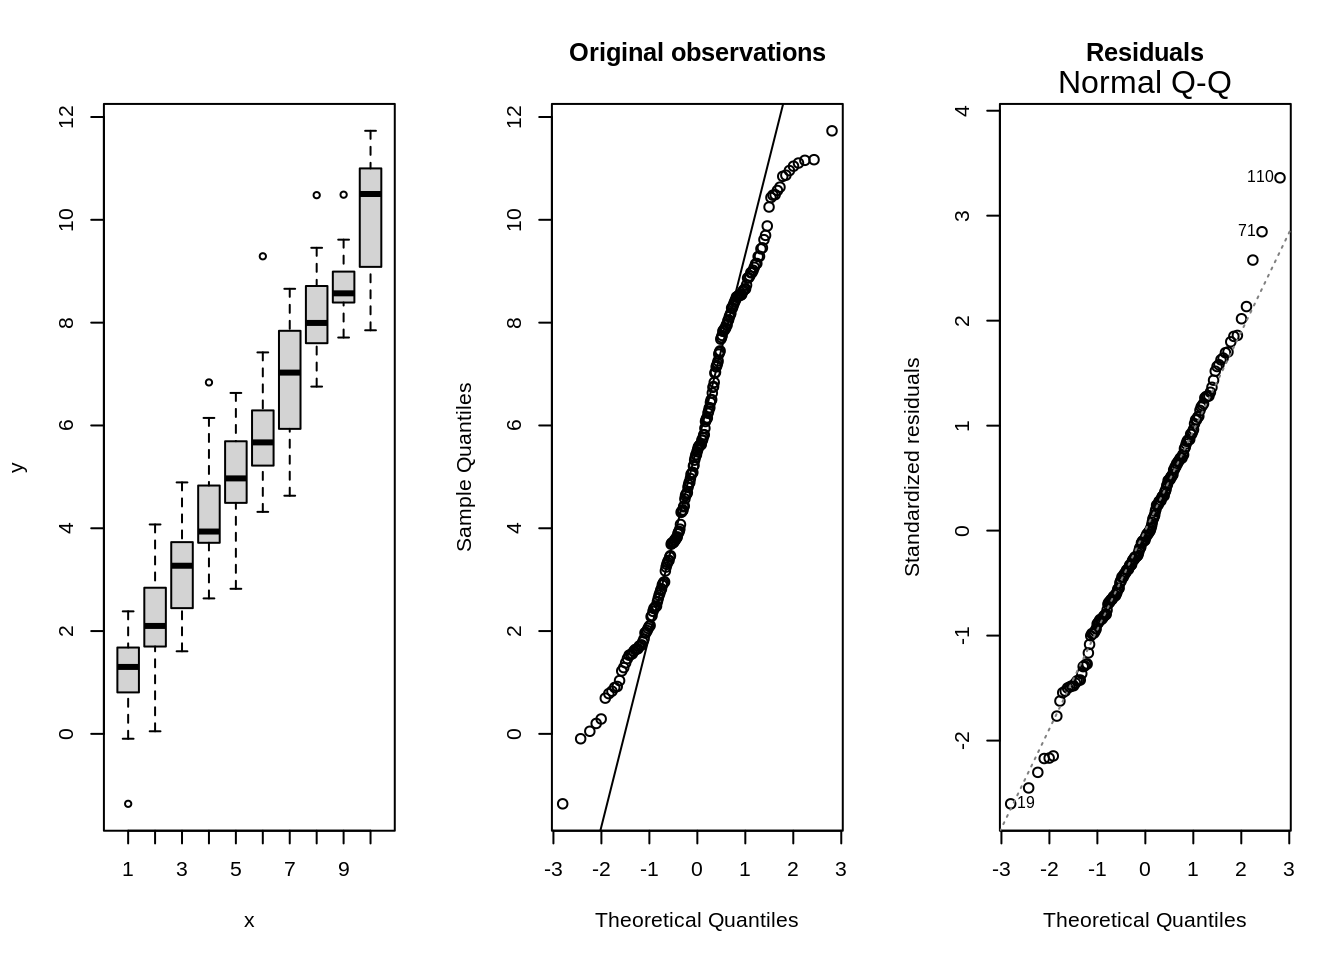 y
12
10
8
6
4
2
0
1 3 5 7 9
x
Original observations
Sample Quantiles
12
10
8
6
4
2
0
-3 -2 -1 0 1 2 3
Theoretical Quantiles
Residuals
Normal Q-Q
Standardized residuals
4
3
2
1
0
-1
-2
110
71
19
-3 -2 -1 0 1 2 3
Theoretical Quantiles